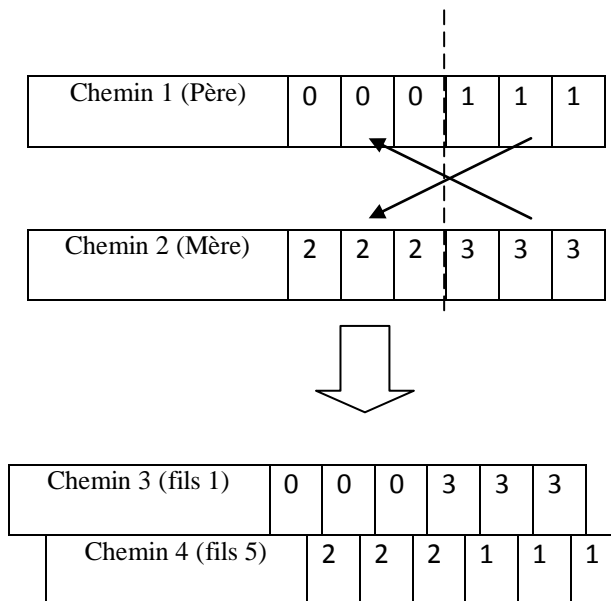 Chemin 1 (Père) 0 0 0 1 1 1
Chemin 2 (Mère) 2 2 2 3 3 3
Chemin 3 (fils 1) 0 0 0 3 3 3
Chemin 4 (fils 5) 2 2 2 1 1 1